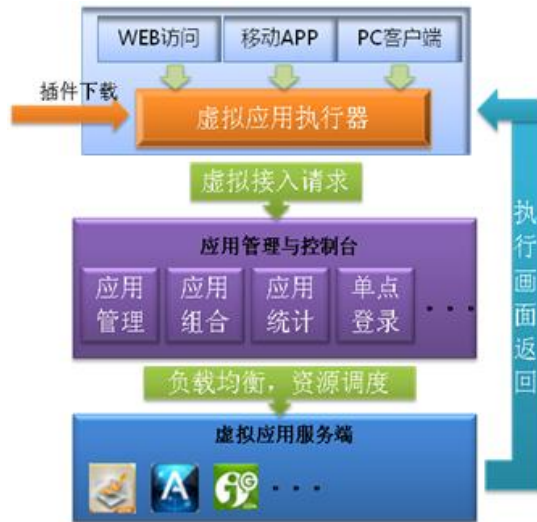 WEB访问 移动APP PC客户端
插件下载
虚拟应用执行器
虚拟接入请求
应用管理与控制台
应用管理 应用组合 应用统计 单点登录 ...
负载均衡，资源调度
虚拟应用服务端
A ...
执行画面返回